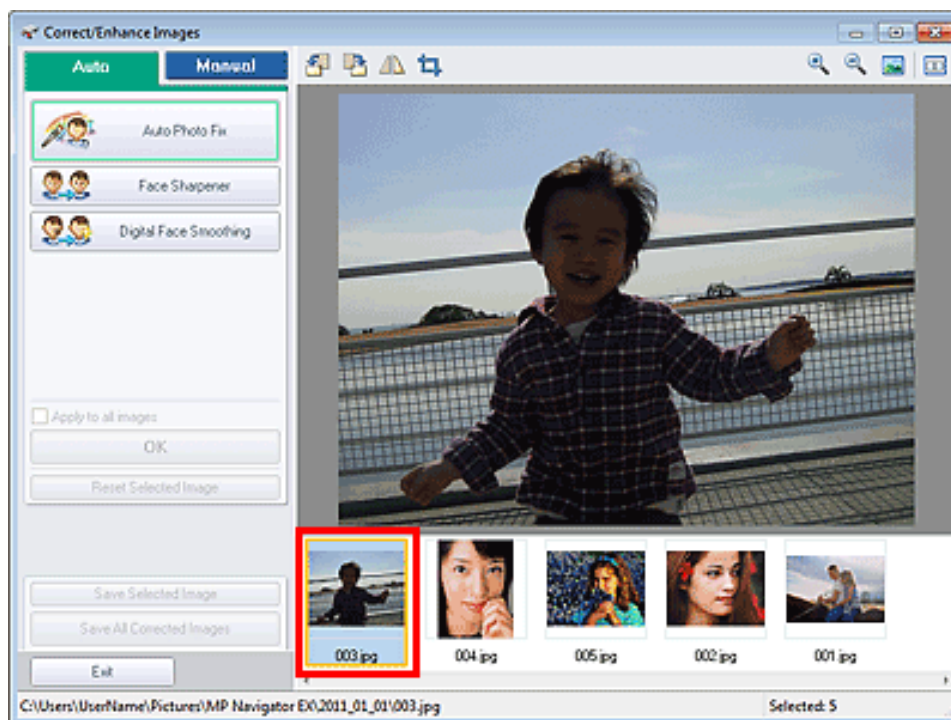 Correct/Enhance Images
Auto
Manual
Auto Photo Fix
Face Sharpener
Digital Face Smoothing
Apply to all images
OK
Reset Selected Image
Save Selected Image
Save All Corrected Images
Exit
003.jpg
004.jpg
005.jpg
002.jpg
001.jpg
C:\Users\UserName\Pictures\MP Navigator EX\2011_01_01\003.jpg
Selected: 5